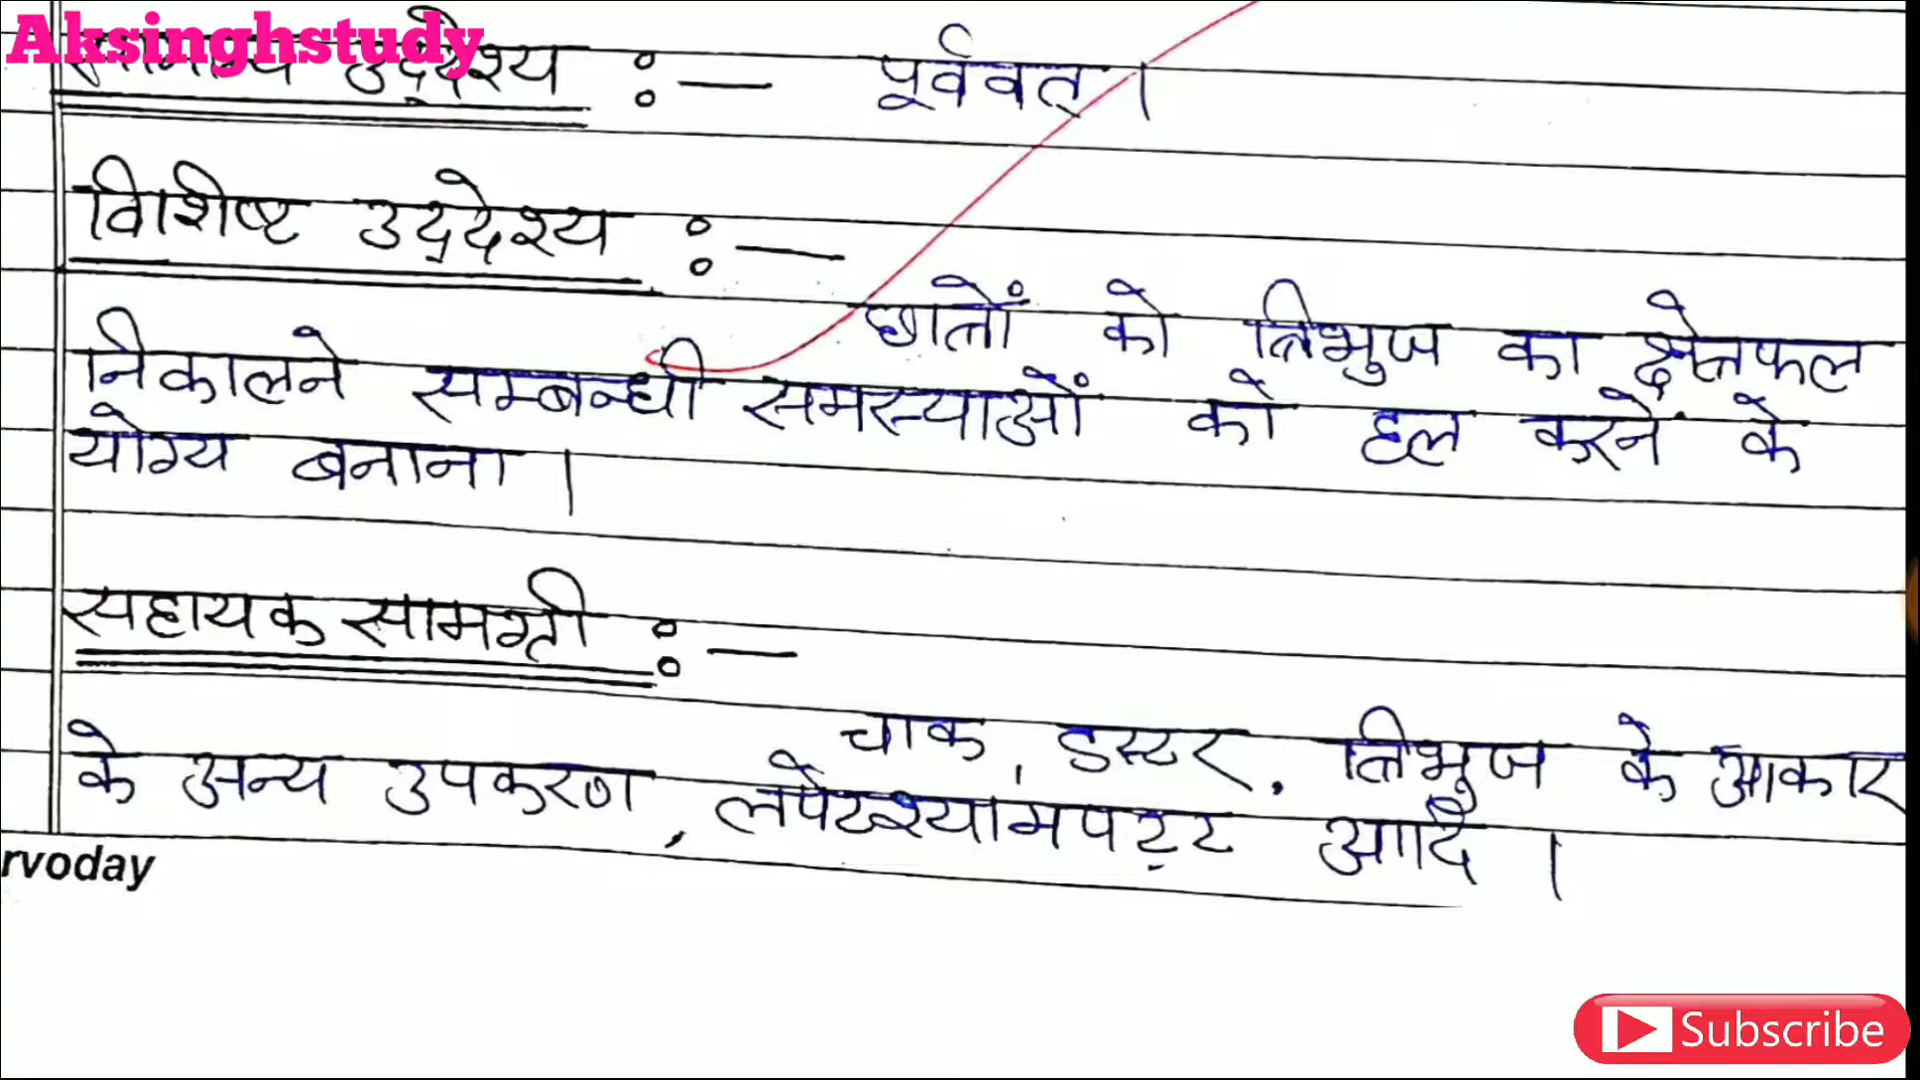 Aksinghstudy
सामान्य उद्देश्य :— पूर्ववत् ।
विशिष्ट उद्देश्य :—
छात्रों को त्रिभुज का क्षेत्रफल
निकालने सम्बन्धी समस्याओं को हल करने के
योग्य बनाना ।
सहायक सामग्री :—
चाक, डस्टर, त्रिभुज के आकार
के अन्य उपकरण, लपेटश्यामपट्ट आदि ।
rvoday
Subscribe